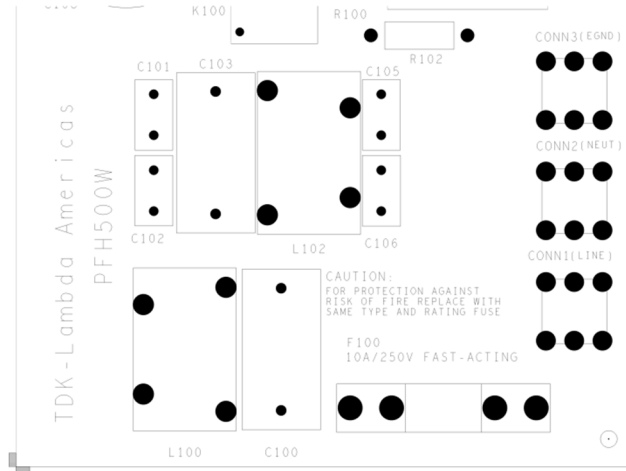 K100
R100
R102
CONN3(EGND)
C101
C103
C105
CONN2(NEUT)
C102
L102
C106
CONN1(LINE)
TDK-Lambda Americas
PFH500W
CAUTION:
FOR PROTECTION AGAINST
RISK OF FIRE REPLACE WITH
SAME TYPE AND RATING FUSE
F100
10A/250V FAST-ACTING
L100
C100